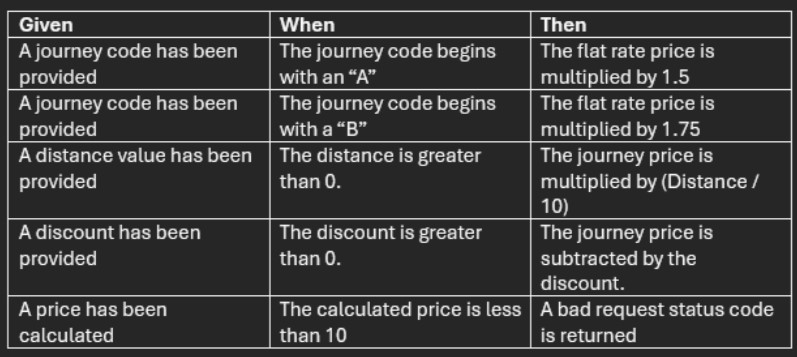 Given When Then
A journey code has been The journey code begins The flat rate price is
provided with an “A” multiplied by 1.5
A journey code has been The journey code begins The flat rate price is
provided with a “B” multiplied by 1.75
A distance value has been The distance is greater The journey price is
provided than 0. multiplied by (Distance /
10)
A discount has been The discount is greater The journey price is
provided than 0. subtracted by the
discount.
A price has been The calculated price is less A bad request status code
calculated than 10 is returned